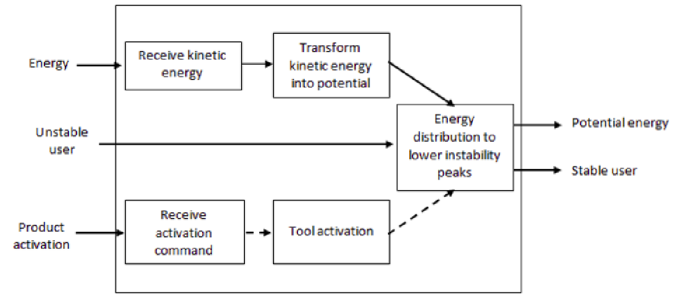 Energy
Receive kinetic
energy
Transform
kinetic energy
into potential
Unstable
user
Energy
distribution to
lower instability
peaks
Potential energy
Stable user
Product
activation
Receive
activation
command
Tool activation